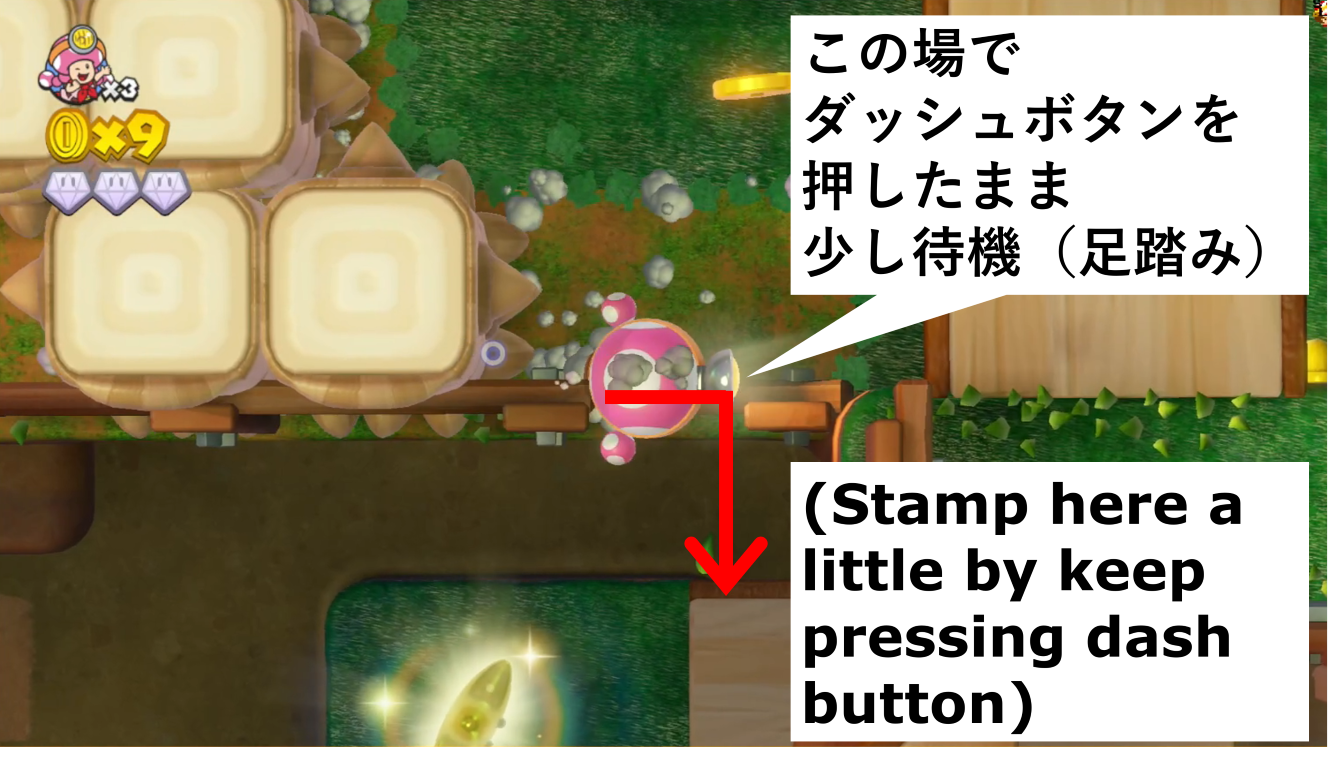 ×3
×9
この場で
ダッシュボタンを
押したまま
少し待機（足踏み）
(Stamp here a
little by keep
pressing dash
button)